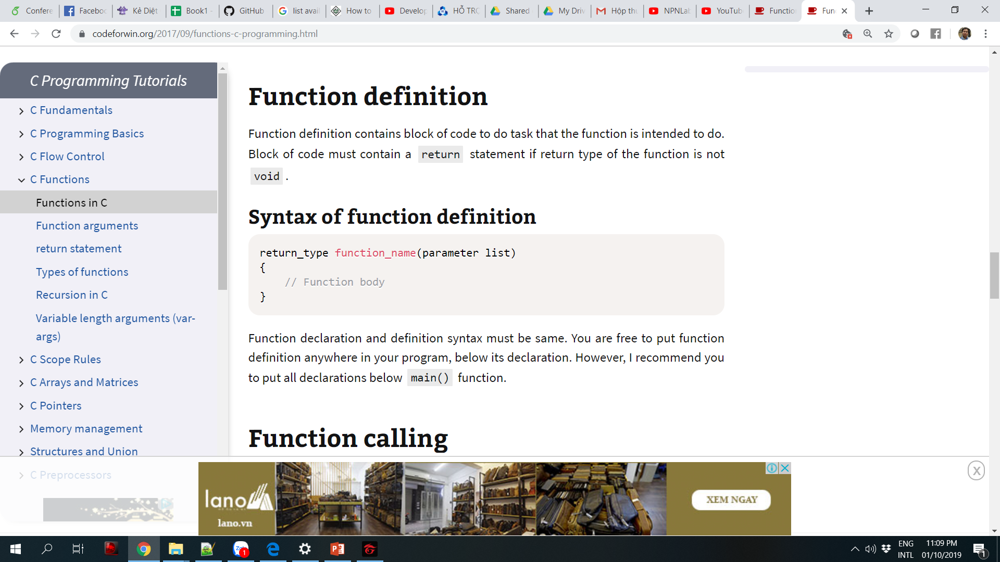 Confere
Facebo
Kẻ Diệt
Book1 -
GitHub
list avail
How to
Develop
HỖ TRỢ
Shared
My Driv
Hộp thư
NPNLab
YouTub
Functio
Fun
codeforwin.org/2017/09/functions-c-programming.html
C Programming Tutorials
C Fundamentals
C Programming Basics
C Flow Control
C Functions
Functions in C
Function arguments
return statement
Types of functions
Recursion in C
Variable length arguments (var-
args)
C Scope Rules
C Arrays and Matrices
C Pointers
Memory management
Structures and Union
C Preprocessors
Function definition
Function definition contains block of code to do task that the function is intended to do.
Block of code must contain a return statement if return type of the function is not
void .
Syntax of function definition
return_type function_name(parameter list)
{
// Function body
}
Function declaration and definition syntax must be same. You are free to put function
definition anywhere in your program, below its declaration. However, I recommend you
to put all declarations below main() function.
Function calling
lano
lano.vn
XEM NGAY
X
ENG
INTL
11:09 PM
01/10/2019
1
1